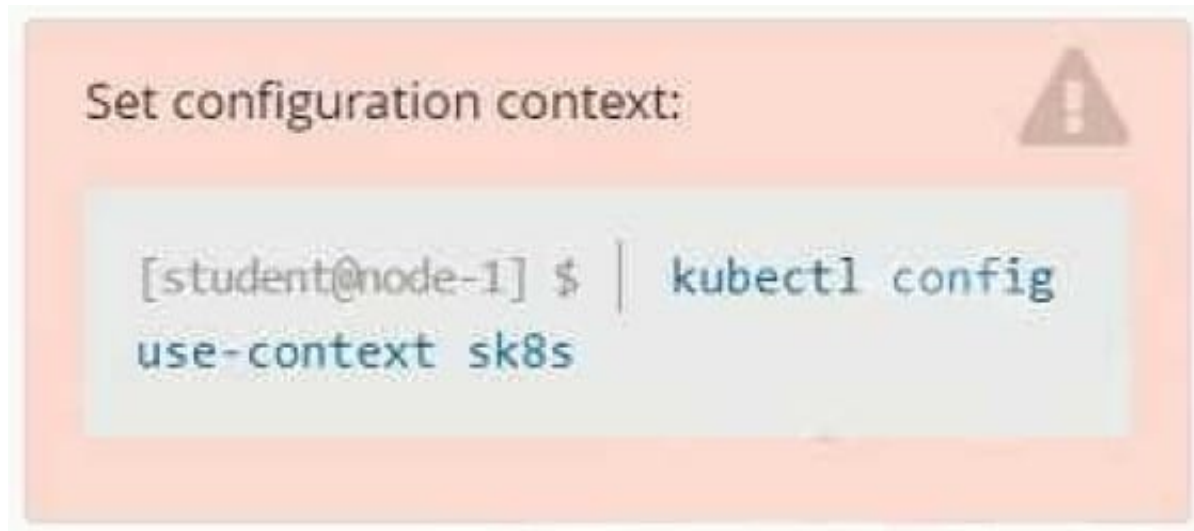 Set configuration context:
[student@node-1] $ | kubectl config
use-context sk8s